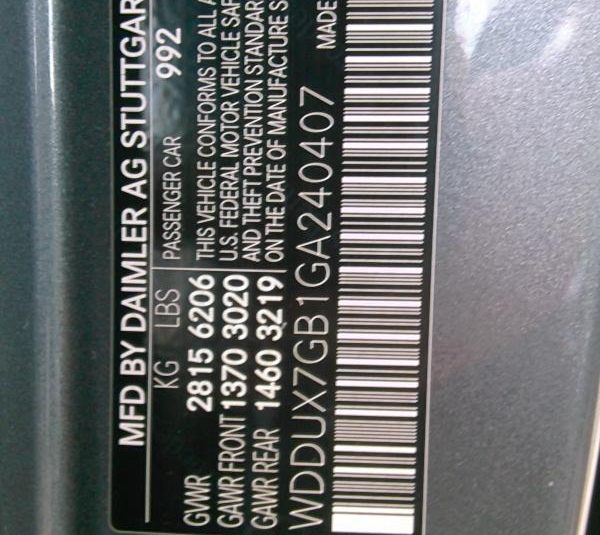 MFD BY DAIMLER AG STUTTGAR
KG LBS PASSENGER CAR 992
GVWR 2815 6206 THIS VEHICLE CONFORMS TO ALL A
GAWR FRONT 1370 3020 U.S. FEDERAL MOTOR VEHICLE SAF
GAWR REAR 1460 3219 AND THEFT PREVENTION STANDAR
ON THE DATE OF MANUFACTURE S
WDDUX7GB1GA240407 MADE